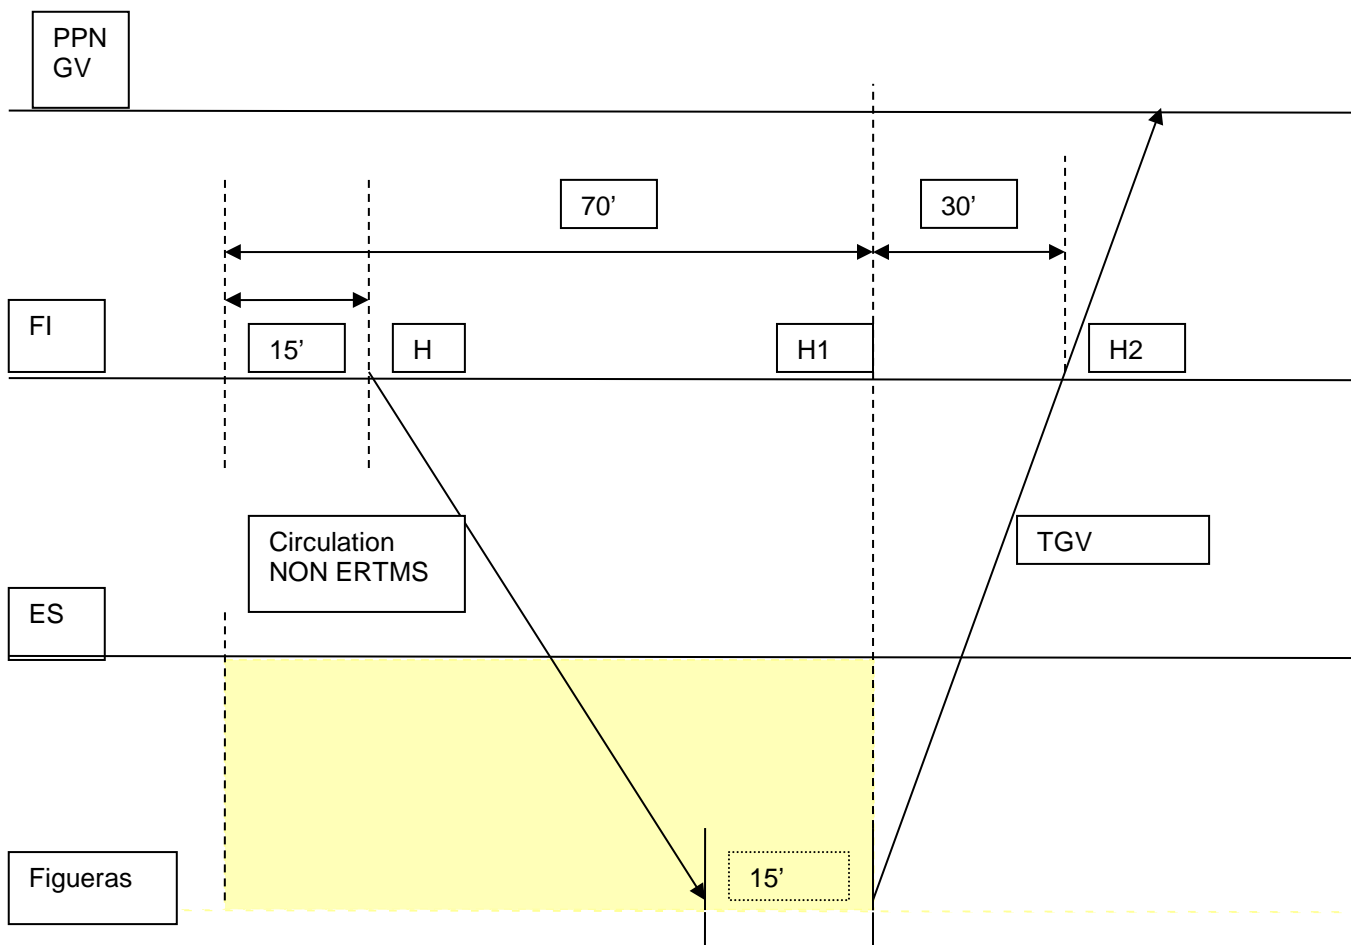 PPN
GV
70’
30’
FI
15’
H
H1
H2
Circulation
NON ERTMS
TGV
ES
Figueras
15’